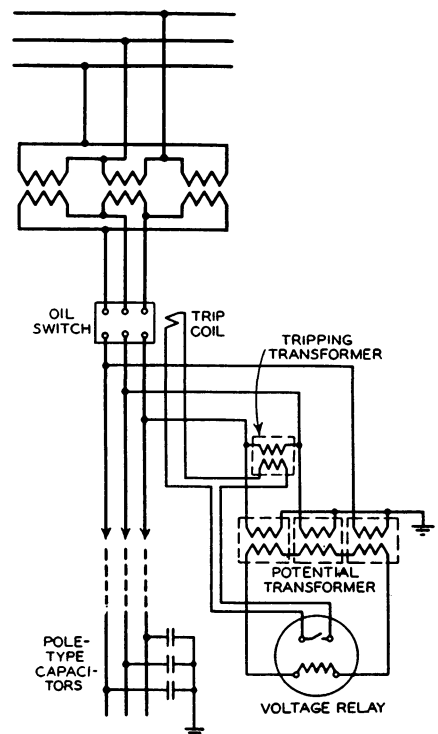 OIL
SWITCH
TRIP
COIL
TRIPPING
TRANSFORMER
POTENTIAL
TRANSFORMER
POLE-
TYPE
CAPACI-
TORS
VOLTAGE RELAY